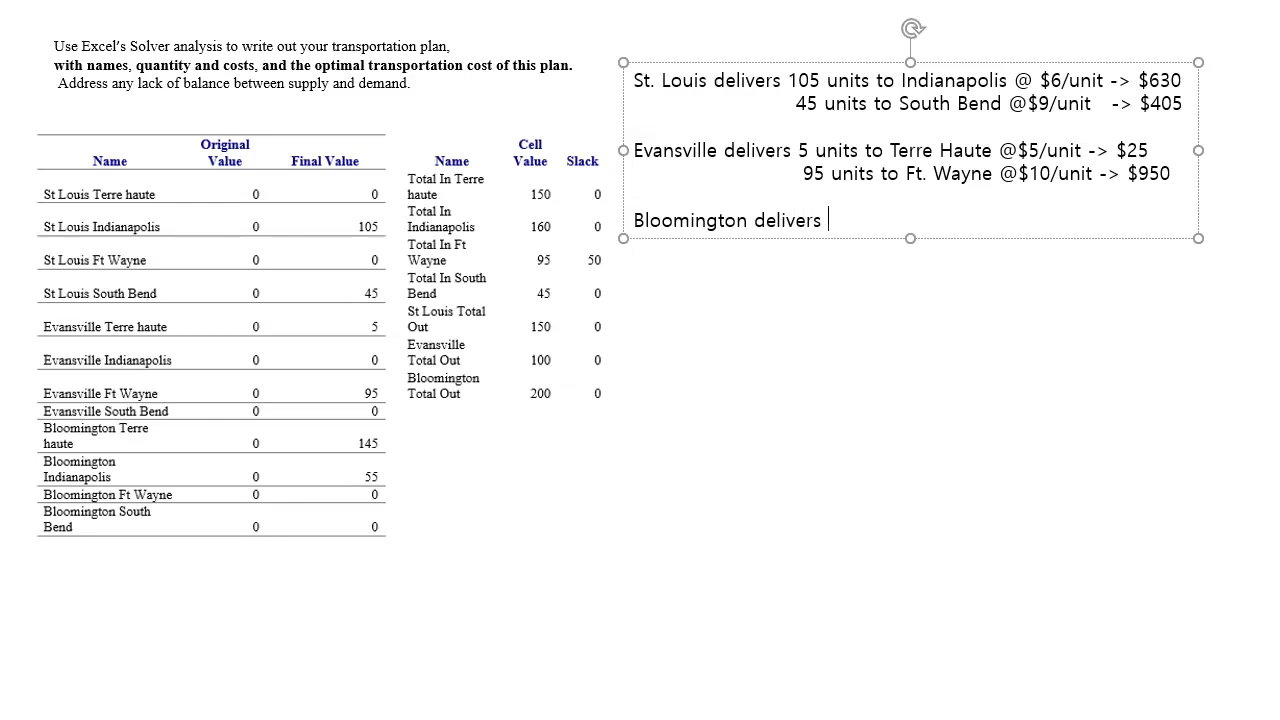 Use Excel's Solver analysis to write out your transportation plan,
with names, quantity and costs, and the optimal transportation cost of this plan.
Address any lack of balance between supply and demand.
Name Original Value Final Value
St Louis Terre haute 0 0
St Louis Indianapolis 0 105
St Louis Ft Wayne 0 0
St Louis South Bend 0 45
Evansville Terre haute 0 5
Evansville Indianapolis 0 0
Evansville Ft Wayne 0 95
Evansville South Bend 0 0
Bloomington Terre
haute 0 145
Bloomington
Indianapolis 0 55
Bloomington Ft Wayne 0 0
Bloomington South
Bend 0 0
Name Cell Value Slack
Total In Terre
haute 150 0
Total In
Indianapolis 160 0
Total In Ft
Wayne 95 50
Total In South
Bend 45 0
St Louis Total
Out 150 0
Evansville
Total Out 100 0
Bloomington
Total Out 200 0
St. Louis delivers 105 units to Indianapolis @ $6/unit -> $630
45 units to South Bend @$9/unit -> $405
Evansville delivers 5 units to Terre Haute @$5/unit -> $25
95 units to Ft. Wayne @$10/unit -> $950
Bloomington delivers